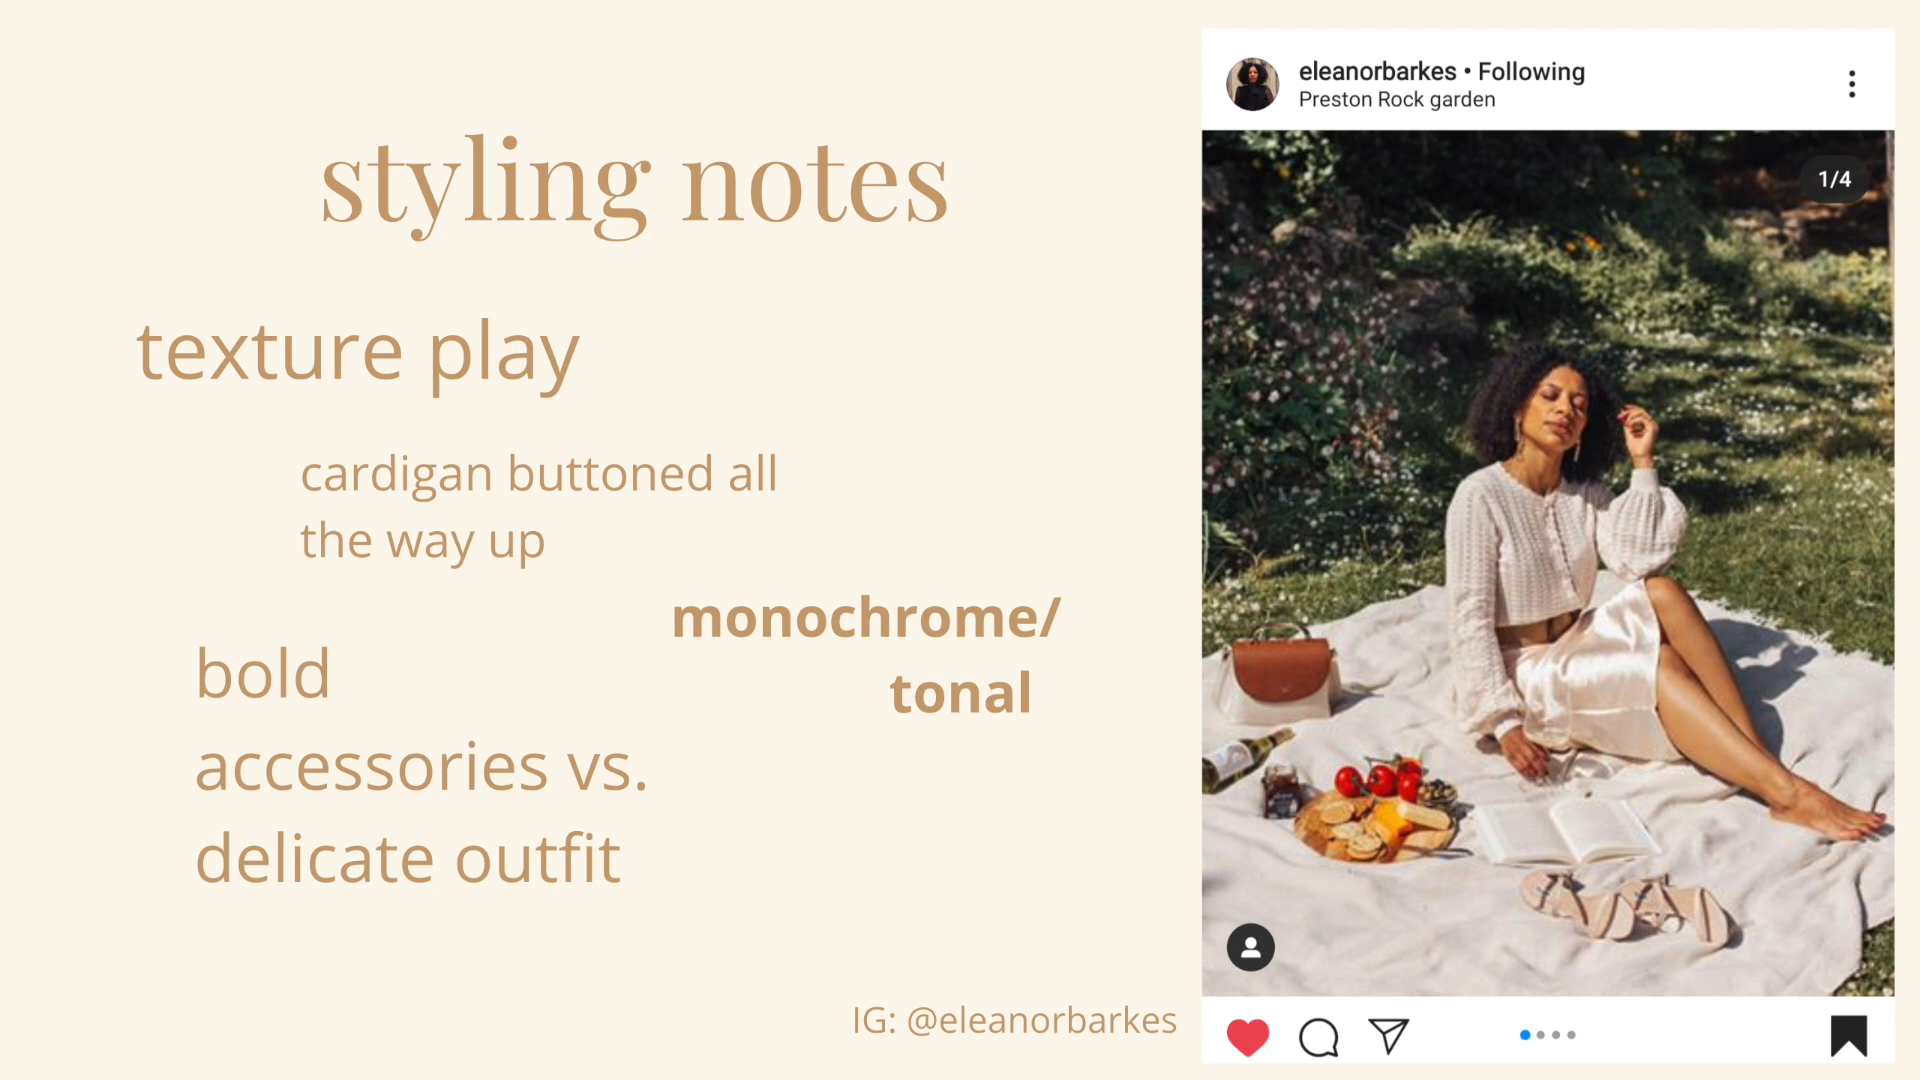 styling notes
texture play
cardigan buttoned all
the way up
monochrome/
tonal
bold
accessories vs.
delicate outfit
IG: @eleanorbarkes
eleanorbarkes • Following
Preston Rock garden
1/4